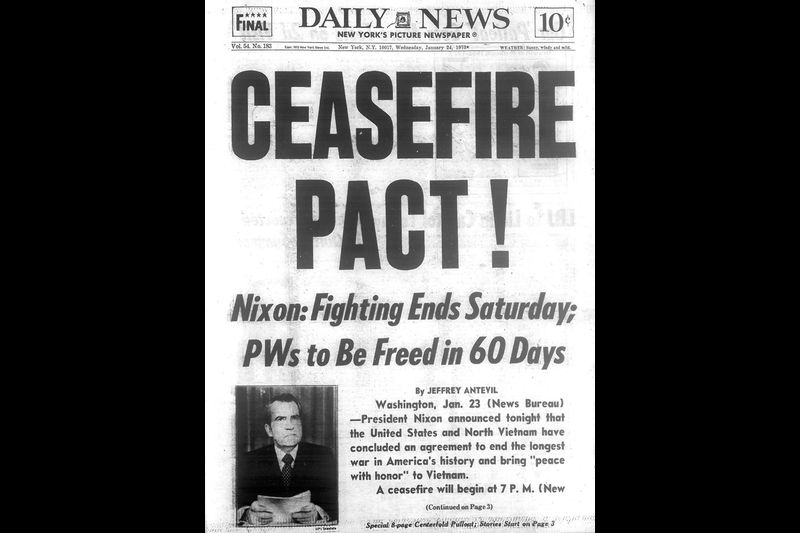 ★★★★
FINAL
DAILY NEWS
NEW YORK'S PICTURE NEWSPAPER ®
10¢
Vol. 54. No. 183
New York, N.Y. 10017, Wednesday, January 24, 1973★
WEATHER: Sunny, windy and mild.
CEASEFIRE
PACT!
Nixon: Fighting Ends Saturday;
PWs to Be Freed in 60 Days
By JEFFREY ANTEVIL
Washington, Jan. 23 (News Bureau)
—President Nixon announced tonight that
the United States and North Vietnam have
concluded an agreement to end the longest
war in America's history and bring "peace
with honor" to Vietnam.
A ceasefire will begin at 7 P. M. (New
(Continued on Page 3)
Special 8-page Centerfold Pullout; Stories Start on Page 3